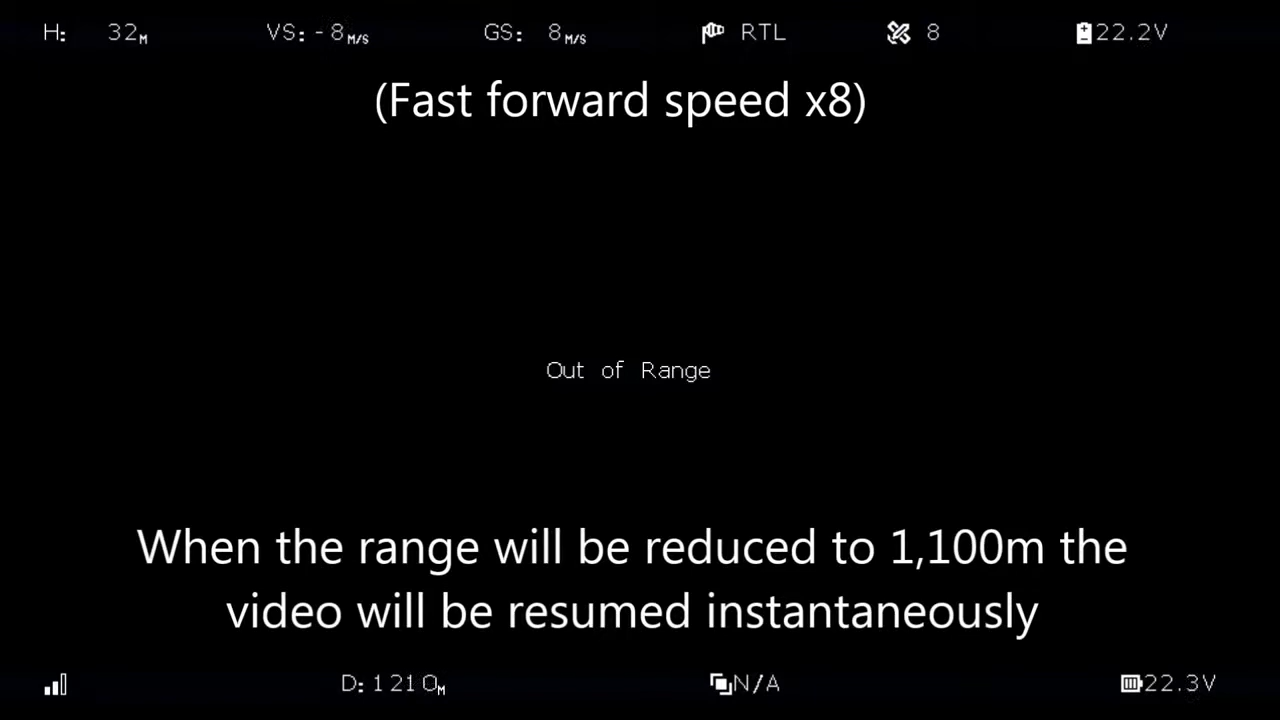 H: 32M VS: -8M/S GS: 8M/S RTL 8 22.2V
(Fast forward speed x8)
Out of Range
When the range will be reduced to 1,100m the
video will be resumed instantaneously
D: 1210M N/A 22.3V